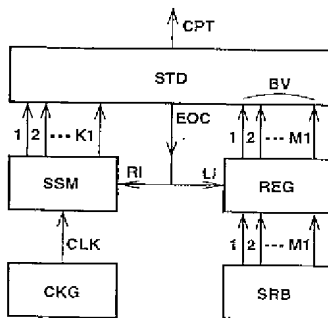 CPT
STD
BV
EOC
1 2 --- K1
1 2 --- M1
SSM
RI
LI
REG
CLK
1 2 --- M1
CKG
SRB